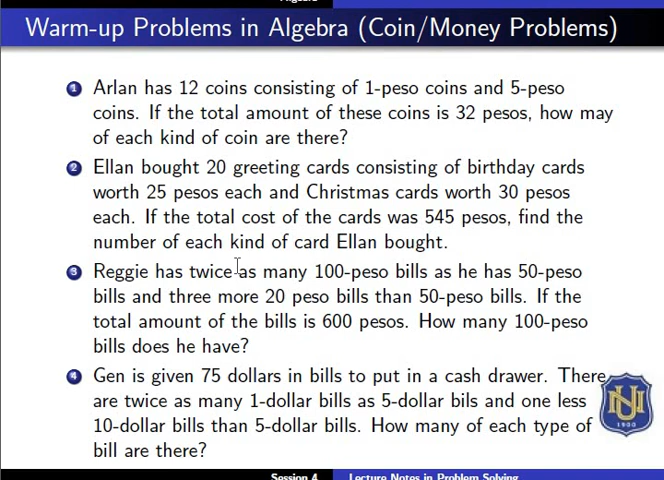 Algebra
Warm-up Problems in Algebra (Coin/Money Problems)
1 Arlan has 12 coins consisting of 1-peso coins and 5-peso
coins. If the total amount of these coins is 32 pesos, how may
of each kind of coin are there?
2 Ellan bought 20 greeting cards consisting of birthday cards
worth 25 pesos each and Christmas cards worth 30 pesos
each. If the total cost of the cards was 545 pesos, find the
number of each kind of card Ellan bought.
3 Reggie has twice as many 100-peso bills as he has 50-peso
bills and three more 20 peso bills than 50-peso bills. If the
total amount of the bills is 600 pesos. How many 100-peso
bills does he have?
4 Gen is given 75 dollars in bills to put in a cash drawer. There
are twice as many 1-dollar bills as 5-dollar bils and one less
10-dollar bills than 5-dollar bills. How many of each type of
bill are there?
NU
1900
Session 4 Lecture Notes in Problem Solving